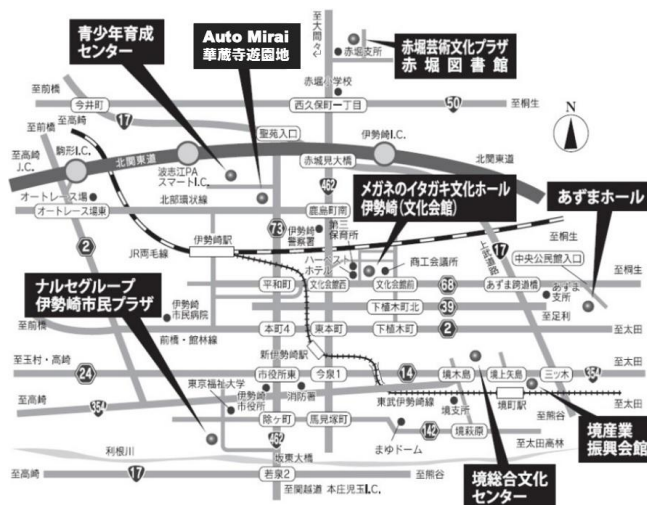 青少年育成
センター
Auto Mirai
華蔵寺遊園地
至大間々
赤堀支所
赤堀芸術文化プラザ
赤堀図書館
至前橋
今井町
17
赤堀小学校
西久保町一丁目
50
至桐生
N
至前橋
至高崎
聖苑入口
伊勢崎I.C.
至高崎
J.C.
駒形I.C.
北関東道
赤城見大橋
北関東道
波志江PA
スマートI.C.
462
メガネのイタガキ文化ホール
伊勢崎(文化会館)
あずまホール
オートレース場
オートレース場東
北部環状線
鹿島町南
2
伊勢崎駅
73
伊勢崎
警察署
第三
保育所
17
至桐生
JR両毛線
ハーベスト
ホテル
商工会議所
上武道路
中央公民館入口
ナルセグループ
伊勢崎市民プラザ
平和町
文化会館西
文化会館前
68
あずま跨道橋
至桐生
あずま
支所
伊勢崎
市民病院
下植木町北
39
至足利
至前橋
前橋・館林線
本町4
東本町
下植木町
2
至太田
新伊勢崎駅
至玉村・高崎
24
市役所東
今泉1
14
境木島
境上矢島
三ツ木
354
至太田
東京福祉大学
伊勢崎
市役所
消防署
東武伊勢崎線
境町駅
至太田
至高崎
354
境支所
至熊谷
除ケ町
馬見塚町
142
境萩原
境産業
振興会館
利根川
462
まゆドーム
至太田高林
坂東大橋
境総合文化
センター
至高崎
17
若泉2
至熊谷
至関越道 本庄児玉I.C.